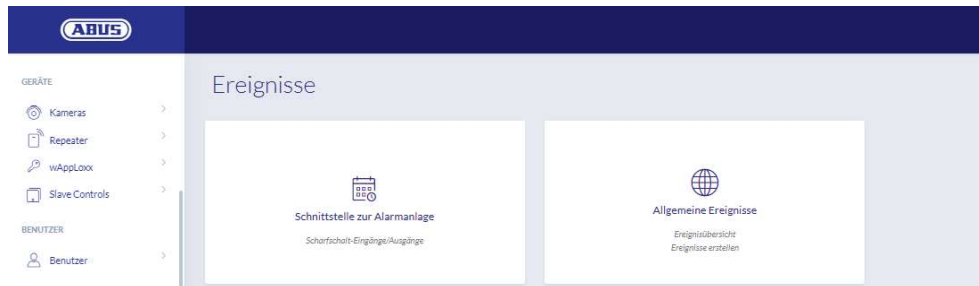 ABUS
GERÄTE
Kameras
Repeater
wAppLoxx
Slave Controls
BENUTZER
Benutzer
Ereignisse
Schnittstelle zur Alarmanlage
Scharfschalt-Eingänge/Ausgänge
Allgemeine Ereignisse
Ereignisübersicht
Ereignisse erstellen